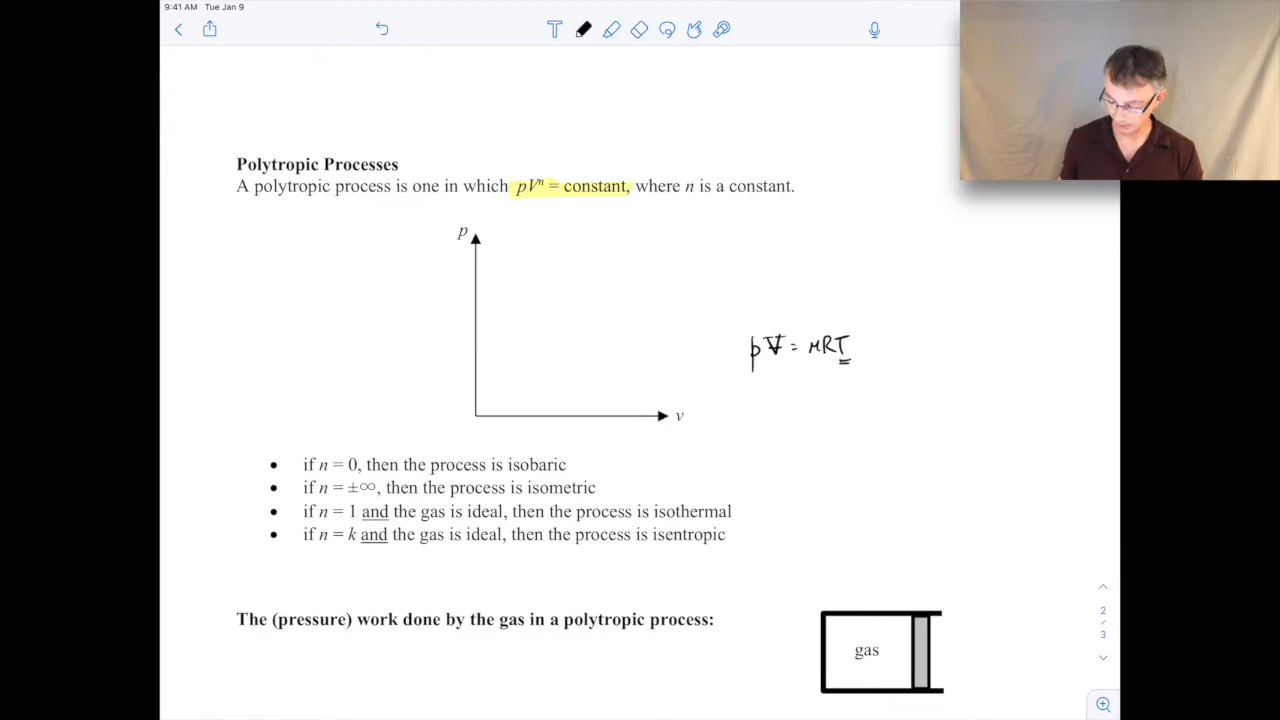 9:41 AM Tue Jan 9
Polytropic Processes
A polytropic process is one in which pVⁿ = constant, where n is a constant.
p
pV = mRT
v
• if n = 0, then the process is isobaric
• if n = ±∞, then the process is isometric
• if n = 1 and the gas is ideal, then the process is isothermal
• if n = k and the gas is ideal, then the process is isentropic
2
/
3
The (pressure) work done by the gas in a polytropic process:
gas